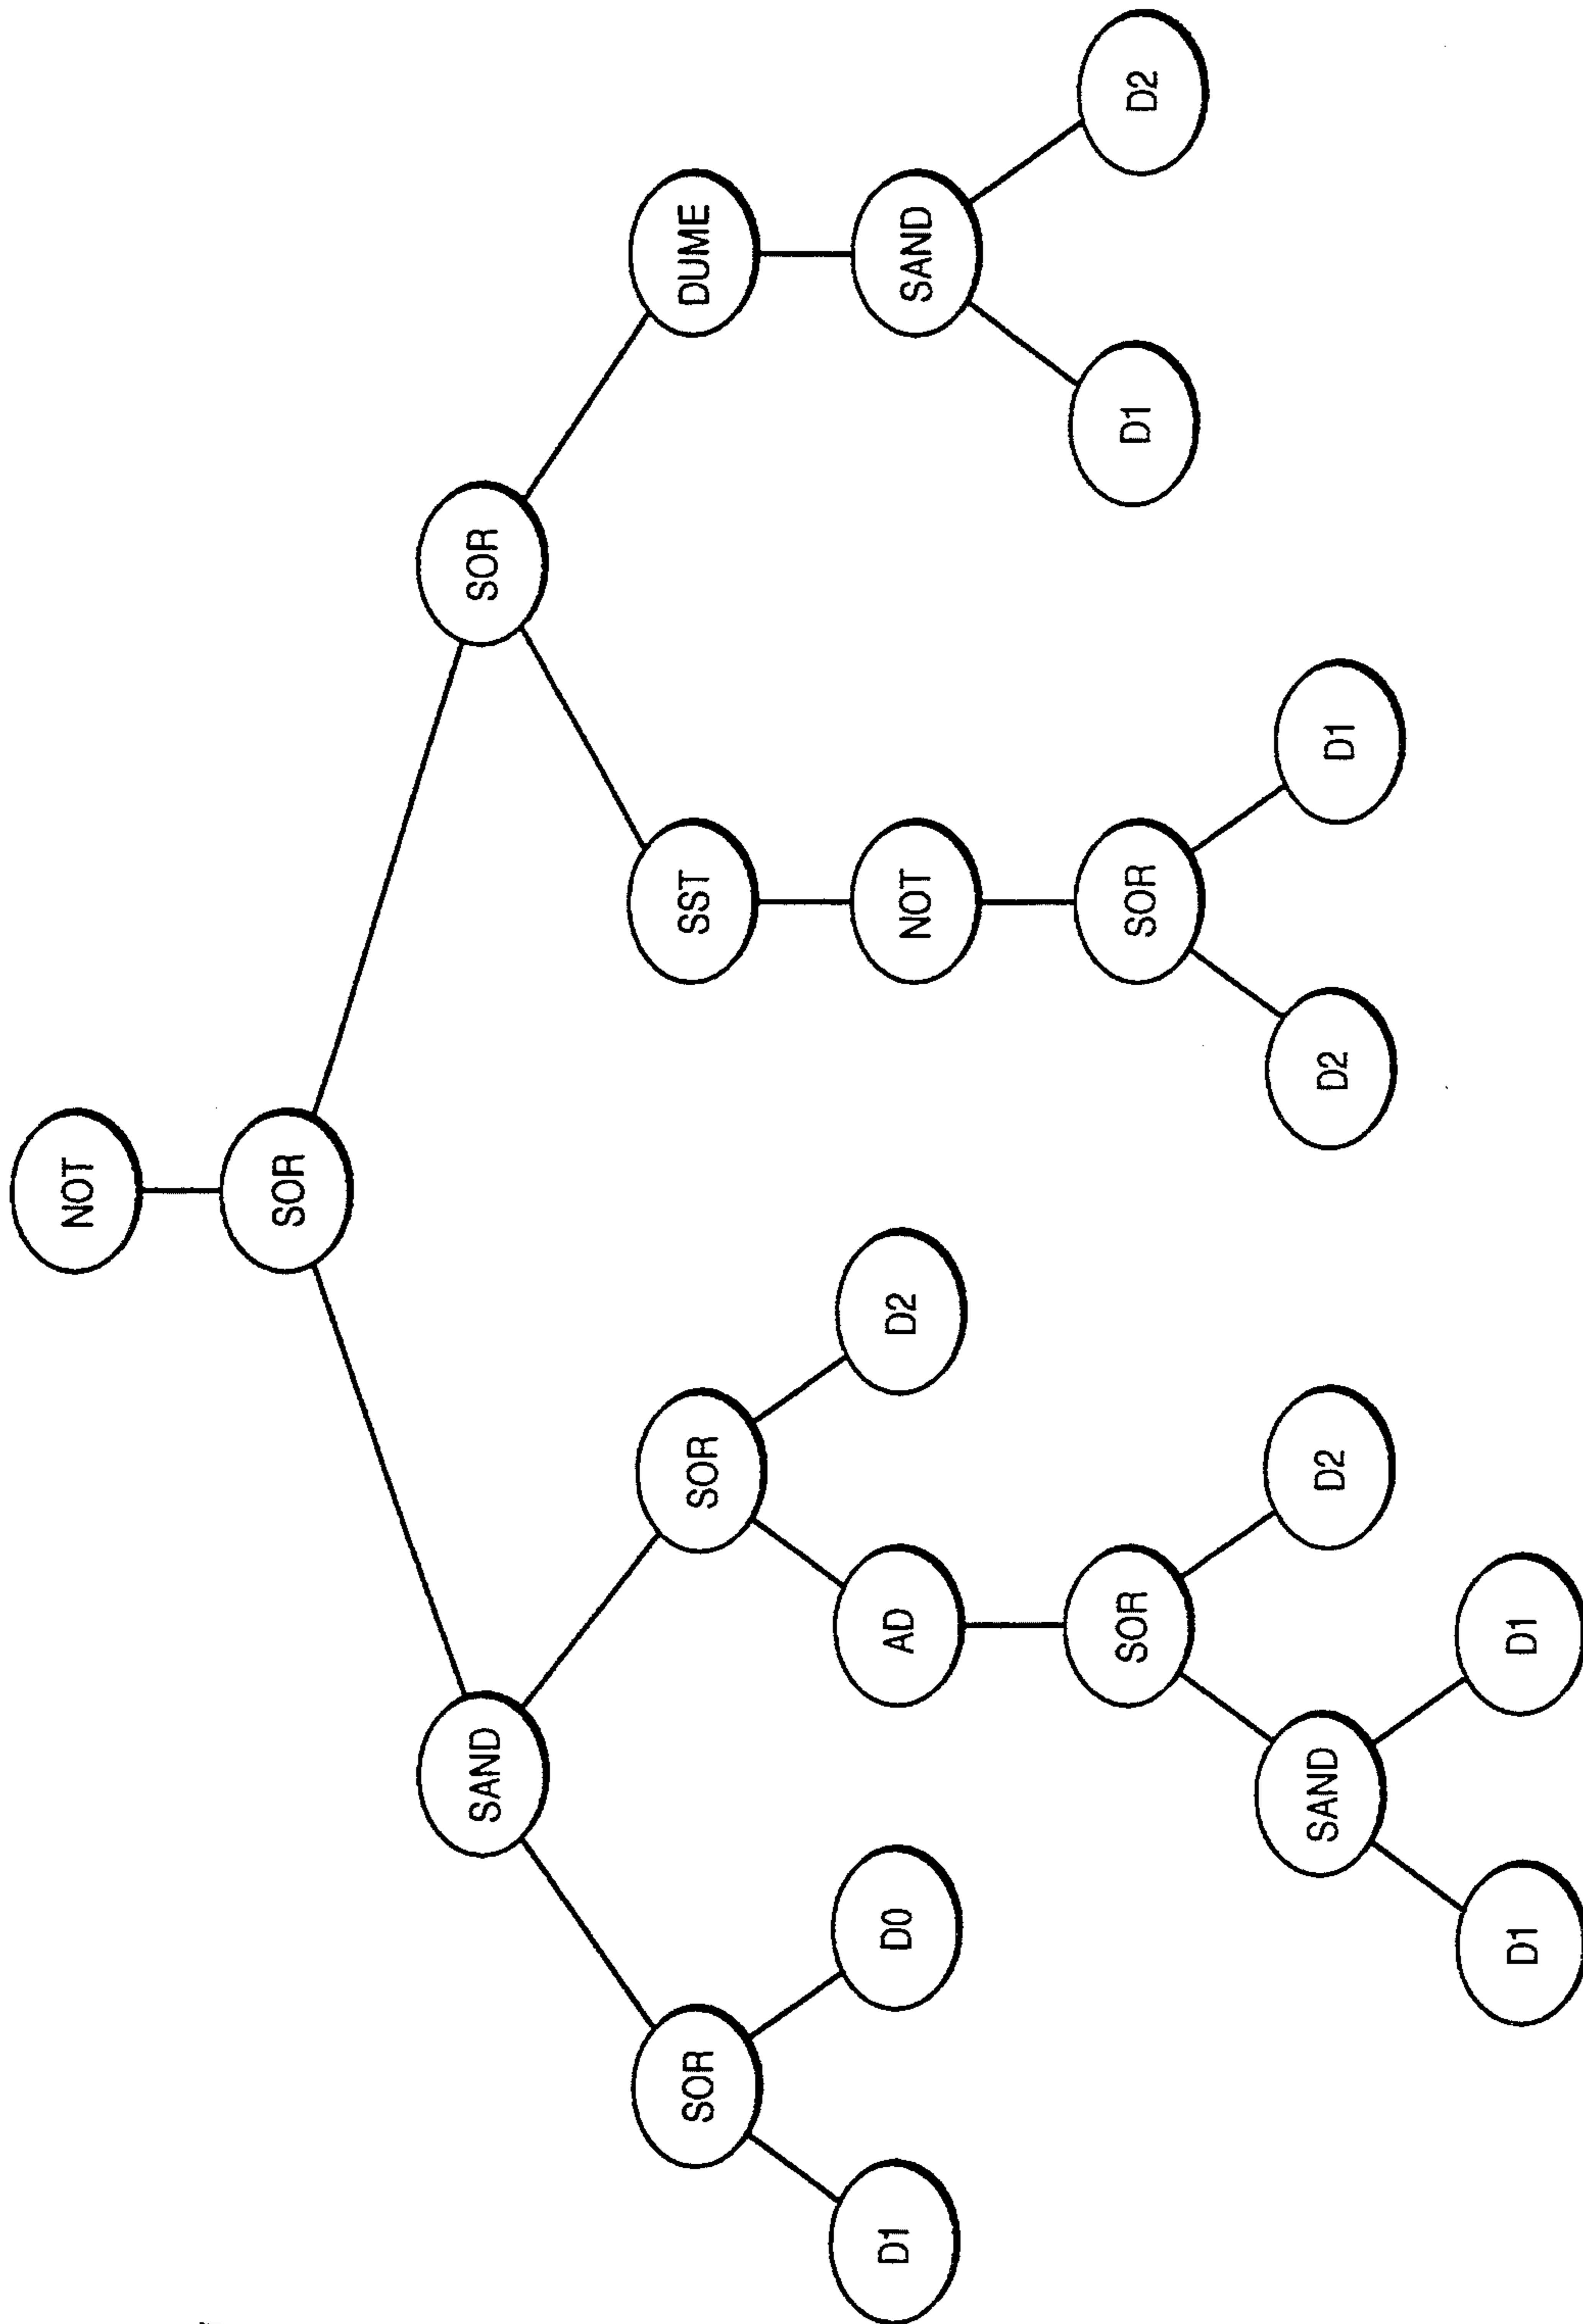 NOT
SOR
SAND SOR
SOR SOR SST DUME
D1 D0 AD D2 NOT SAND
SOR SOR D1 D2
SAND D2 D2 D1
D1 D1